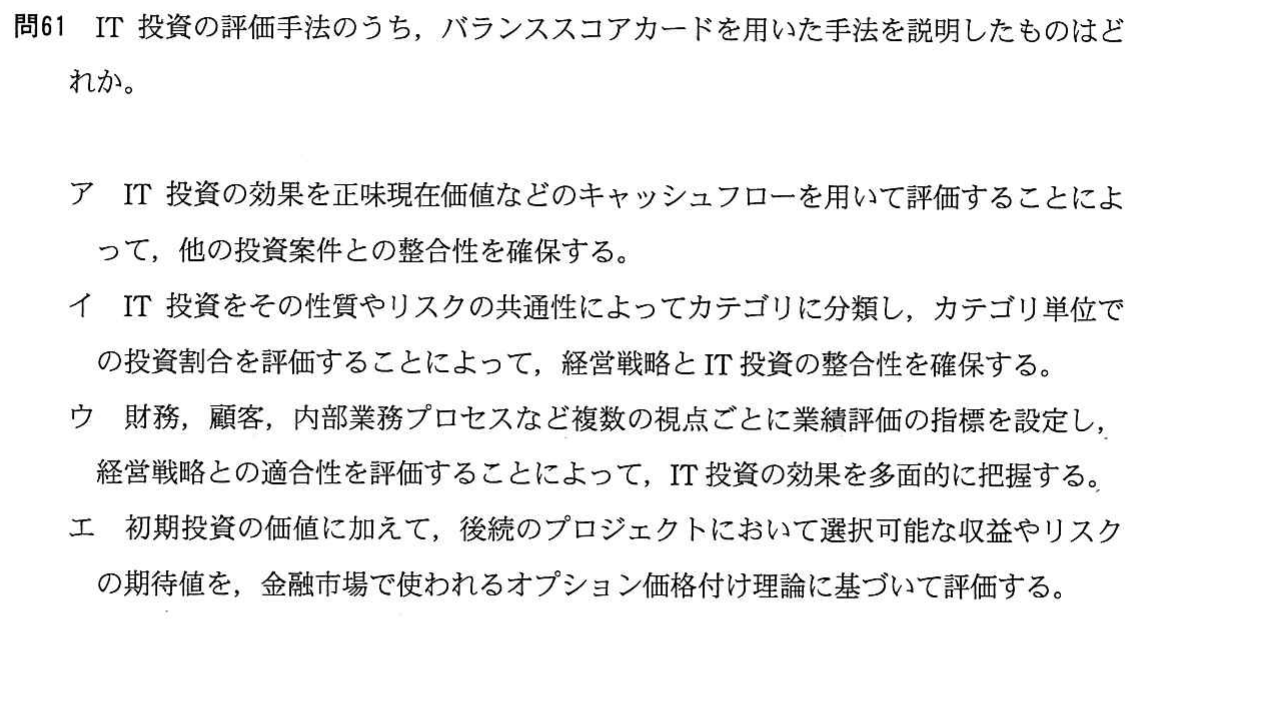 問61 IT 投資の評価手法のうち，バランススコアカードを用いた手法を説明したものはど
れか。
ア IT 投資の効果を正味現在価値などのキャッシュフローを用いて評価することによ
って，他の投資案件との整合性を確保する。
イ IT 投資をその性質やリスクの共通性によってカテゴリに分類し，カテゴリ単位で
の投資割合を評価することによって，経営戦略と IT 投資の整合性を確保する。
ウ 財務，顧客，内部業務プロセスなど複数の視点ごとに業績評価の指標を設定し，
経営戦略との適合性を評価することによって，IT 投資の効果を多面的に把握する。
エ 初期投資の価値に加えて，後続のプロジェクトにおいて選択可能な収益やリスク
の期待値を，金融市場で使われるオプション価格付け理論に基づいて評価する。